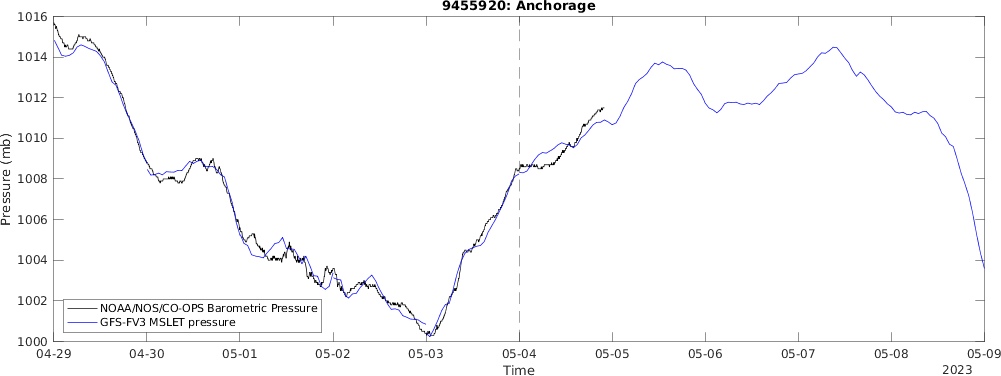 9455920: Anchorage
1016
1014
1012
1010
1008
1006
1004
1002
1000
Pressure (mb)
NOAA/NOS/CO-OPS Barometric Pressure
GFS-FV3 MSLET pressure
04-29 04-30 05-01 05-02 05-03 05-04 05-05 05-06 05-07 05-08 05-09
Time
2023